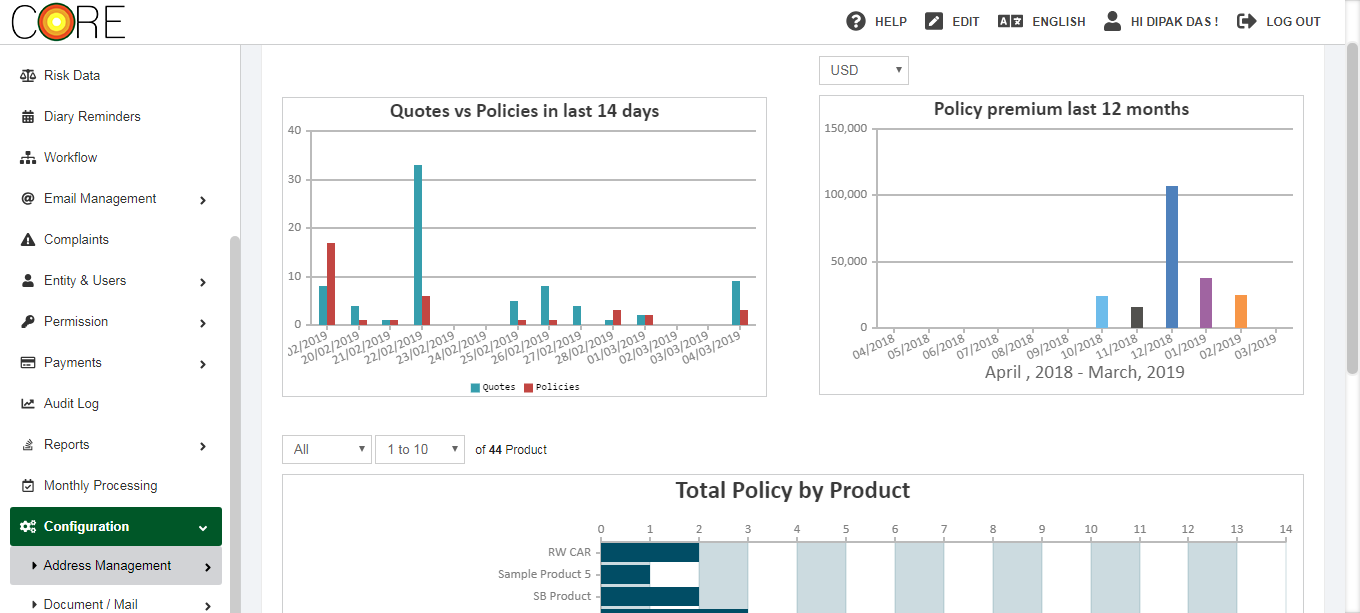 CORE
HELP
EDIT
ENGLISH
HI DIPAK DAS !
LOG OUT
Risk Data
Diary Reminders
Workflow
Email Management
Complaints
Entity & Users
Permission
Payments
Audit Log
Reports
Monthly Processing
Configuration
Address Management
Document / Mail
USD
Quotes vs Policies in last 14 days
40
30
20
10
0
02/2019
20/02/2019
21/02/2019
22/02/2019
23/02/2019
24/02/2019
25/02/2019
26/02/2019
27/02/2019
28/02/2019
01/03/2019
02/03/2019
03/03/2019
04/03/2019
Quotes Policies
Policy premium last 12 months
150,000
100,000
50,000
0
04/2018
05/2018
06/2018
07/2018
08/2018
09/2018
10/2018
11/2018
12/2018
01/2019
02/2019
03/2019
April , 2018 - March, 2019
All
1 to 10
of 44 Product
Total Policy by Product
0 1 2 3 4 5 6 7 8 9 10 11 12 13 14
RW CAR
Sample Product 5
SB Product